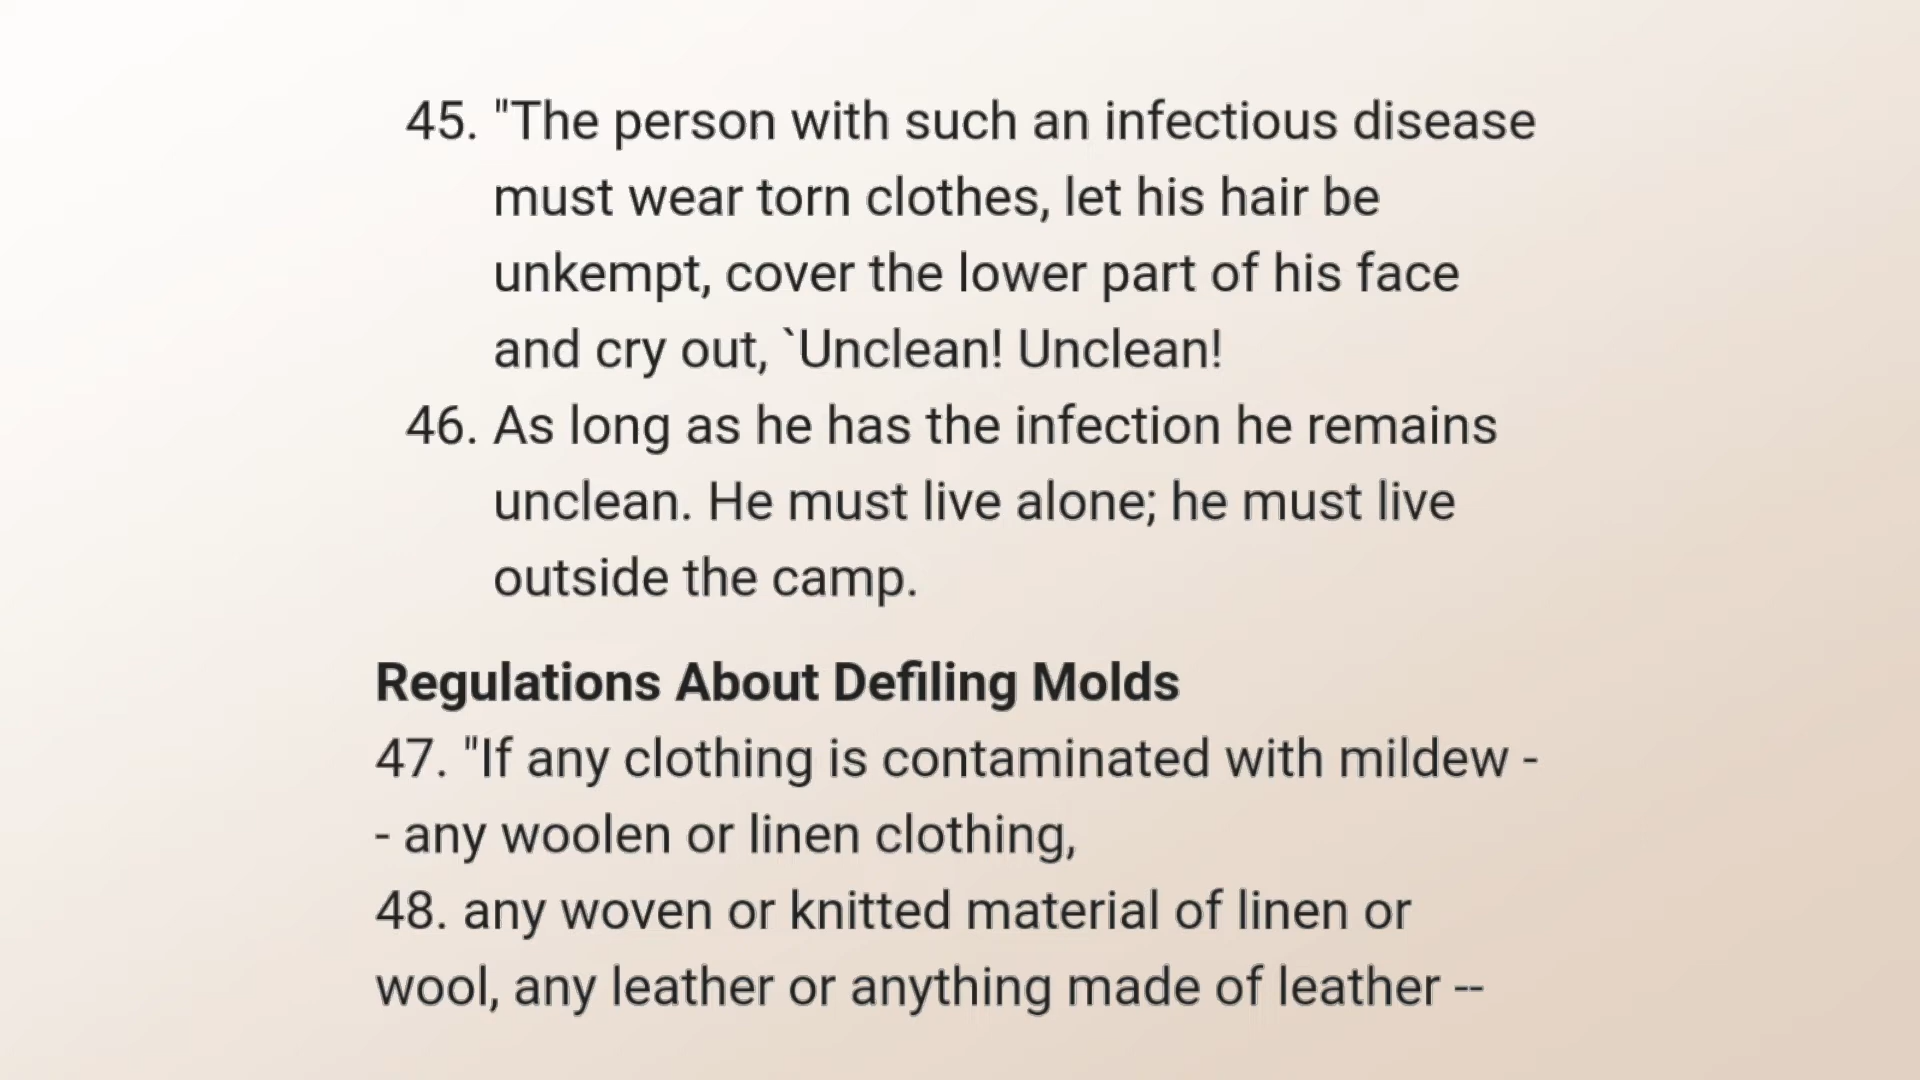 45. "The person with such an infectious disease
must wear torn clothes, let his hair be
unkempt, cover the lower part of his face
and cry out, `Unclean! Unclean!
46. As long as he has the infection he remains
unclean. He must live alone; he must live
outside the camp.
Regulations About Defiling Molds
47. "If any clothing is contaminated with mildew -
- any woolen or linen clothing,
48. any woven or knitted material of linen or
wool, any leather or anything made of leather --